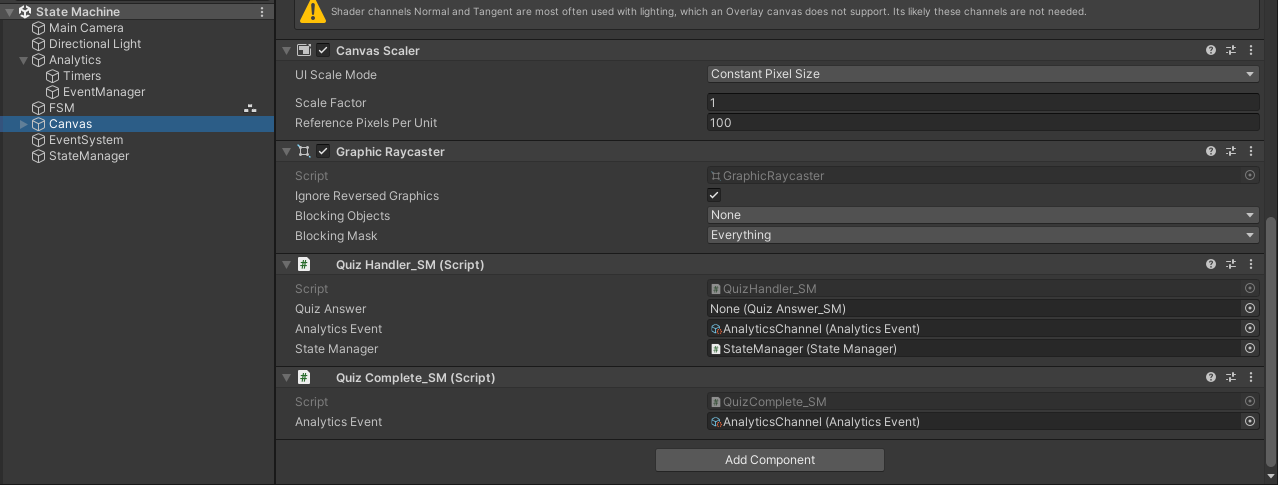 State Machine
Main Camera
Directional Light
Analytics
Timers
EventManager
FSM
Canvas
EventSystem
StateManager
Shader channels Normal and Tangent are most often used with lighting, which an Overlay canvas does not support. Its likely these channels are not needed.
Canvas Scaler
UI Scale Mode Constant Pixel Size
Scale Factor 1
Reference Pixels Per Unit 100
Graphic Raycaster
Script GraphicRaycaster
Ignore Reversed Graphics
Blocking Objects None
Blocking Mask Everything
# Quiz Handler_SM (Script)
Script # QuizHandler_SM
Quiz Answer None (Quiz Answer_SM)
Analytics Event AnalyticsChannel (Analytics Event)
State Manager # StateManager (State Manager)
# Quiz Complete_SM (Script)
Script # QuizComplete_SM
Analytics Event AnalyticsChannel (Analytics Event)
Add Component